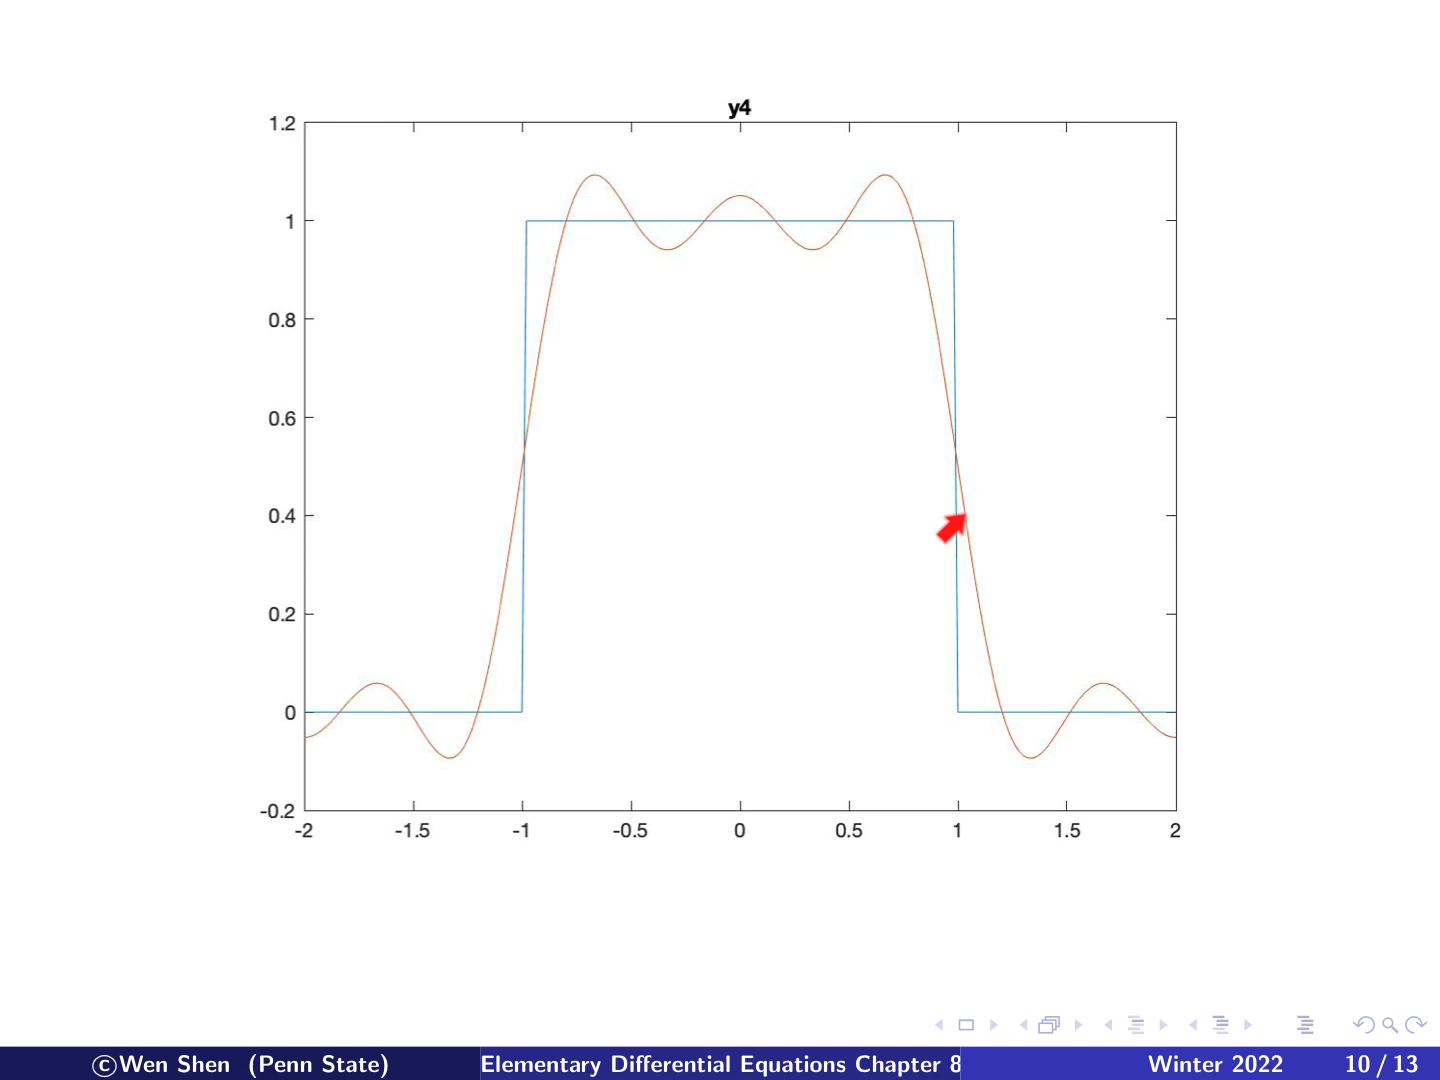 y4
1.2
1
0.8
0.6
0.4
0.2
0
-0.2
-2 -1.5 -1 -0.5 0 0.5 1 1.5 2
©Wen Shen (Penn State) Elementary Differential Equations Chapter 8 Winter 2022 10 / 13